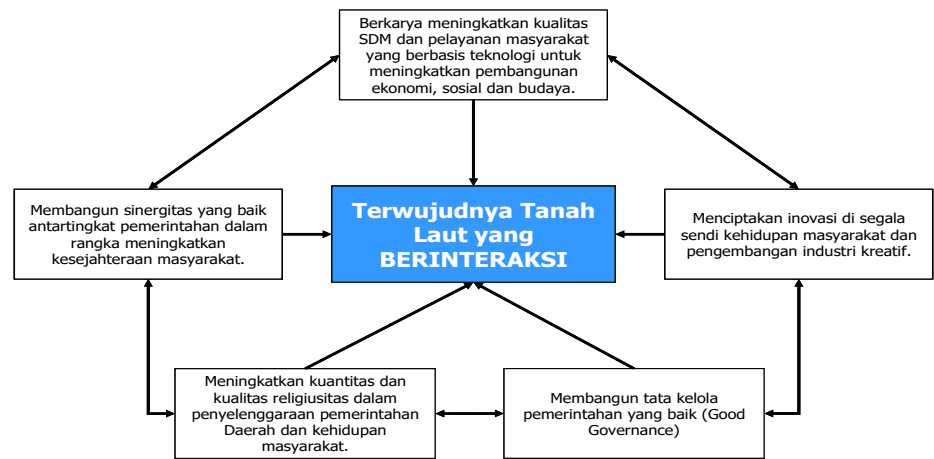 Berkarya meningkatkan kualitas
SDM dan pelayanan masyarakat
yang berbasis teknologi untuk
meningkatkan pembangunan
ekonomi, sosial dan budaya.
Membangun sinergitas yang baik
antartingkat pemerintahan dalam
rangka meningkatkan
kesejahteraan masyarakat.
Terwujudnya Tanah
Laut yang
BERINTERAKSI
Menciptakan inovasi di segala
sendi kehidupan masyarakat dan
pengembangan industri kreatif.
Meningkatkan kuantitas dan
kualitas religiusitas dalam
penyelenggaraan pemerintahan
Daerah dan kehidupan
masyarakat.
Membangun tata kelola
pemerintahan yang baik (Good
Governance)